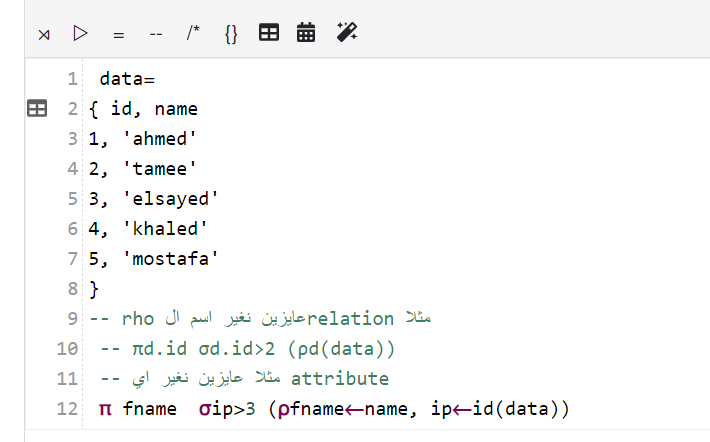 = -- /* {}
1 data=
2 { id, name
3 1, 'ahmed'
4 2, 'tamee'
5 3, 'elsayed'
6 4, 'khaled'
7 5, 'mostafa'
8 }
9 -- rho عايزين نغير اسم ال relation مثلا
10 -- πd.id σd.id>2 (ρd(data))
11 -- مثلا عايزين نغير اي attribute
12 π fname σip>3 (ρfname←name, ip←id(data))